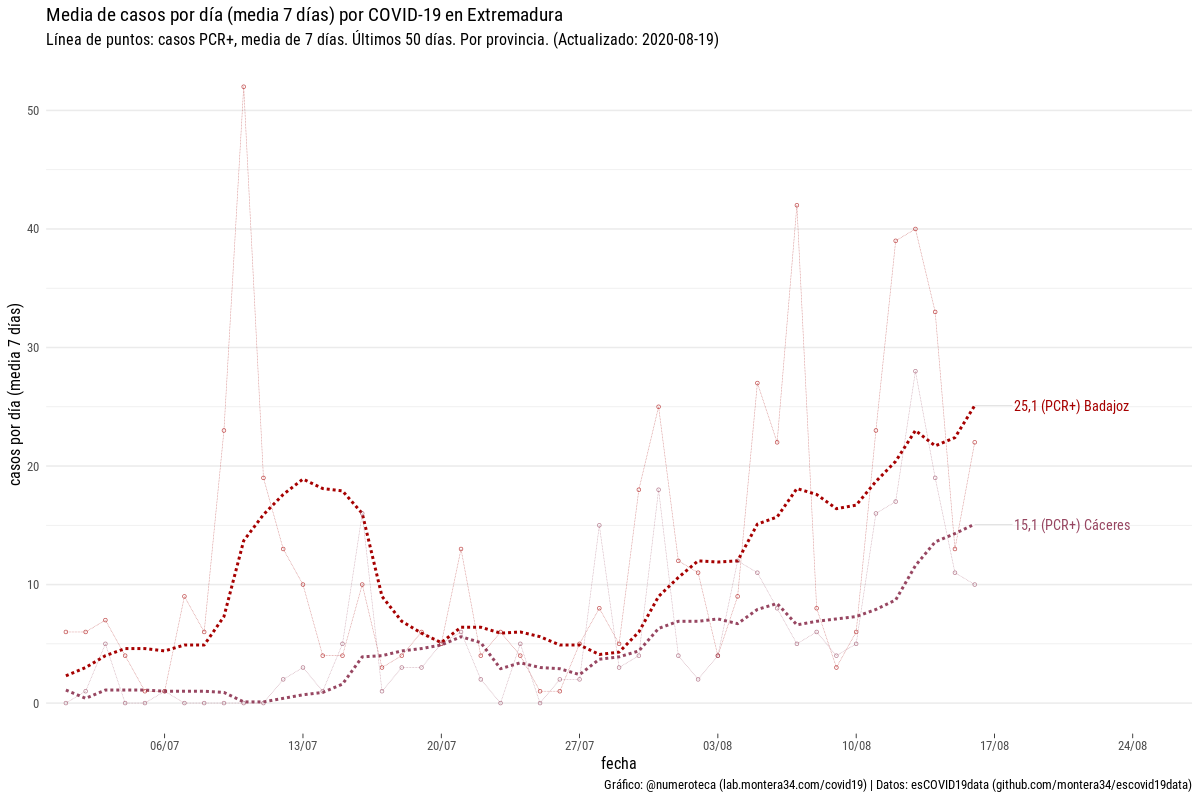 Media de casos por día (media 7 días) por COVID-19 en Extremadura
Línea de puntos: casos PCR+, media de 7 días. Últimos 50 días. Por provincia. (Actualizado: 2020-08-19)
casos por día (media 7 días)
50
40
30
20
10
0
25,1 (PCR+) Badajoz
15,1 (PCR+) Cáceres
06/07
13/07
20/07
27/07
03/08
10/08
17/08
24/08
fecha
Gráfico: @numeroteca (lab.montera34.com/covid19) | Datos: esCOVID19data (github.com/montera34/escovid19data)